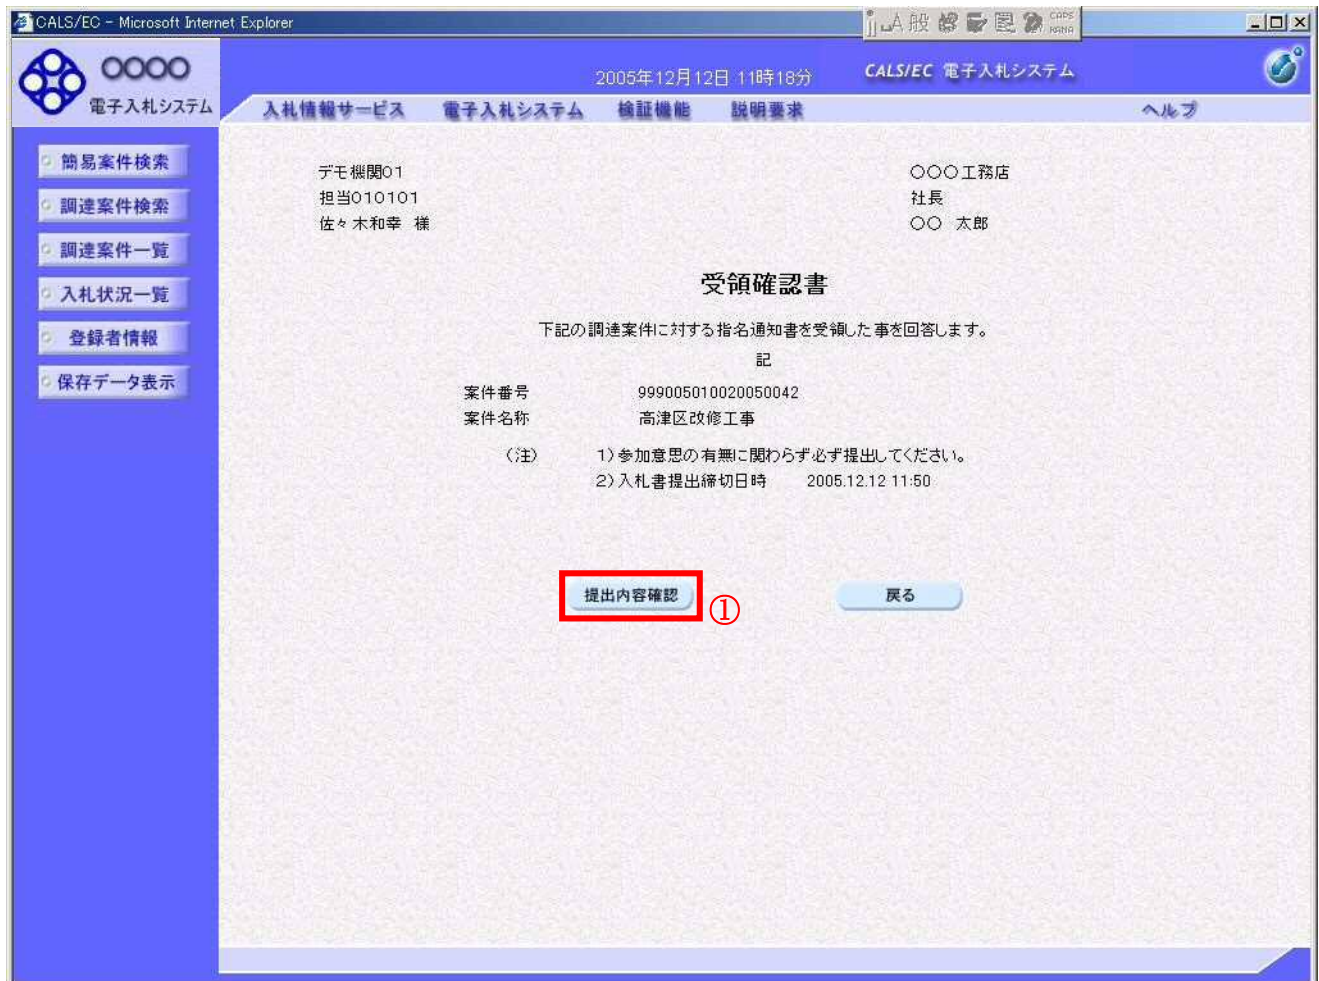 CALS/EC - Microsoft Internet Explorer
A 般
CAPS
KANA
〇〇〇〇
電子入札システム
2005年12月12日 11時18分
CALS/EC 電子入札システム
入札情報サービス 電子入札システム 検証機能 説明要求 ヘルプ
簡易案件検索
調達案件検索
調達案件一覧
入札状況一覧
登録者情報
保存データ表示
デモ機関01
担当010101
佐々木和幸 様
〇〇〇工務店
社長
〇〇 太郎
受領確認書
下記の調達案件に対する指名通知書を受領した事を回答します。
記
案件番号 999005010020050042
案件名称 高津区改修工事
(注) 1)参加意思の有無に関わらず必ず提出してください。
2)入札書提出締切日時 2005.12.12 11:50
提出内容確認
①
戻る